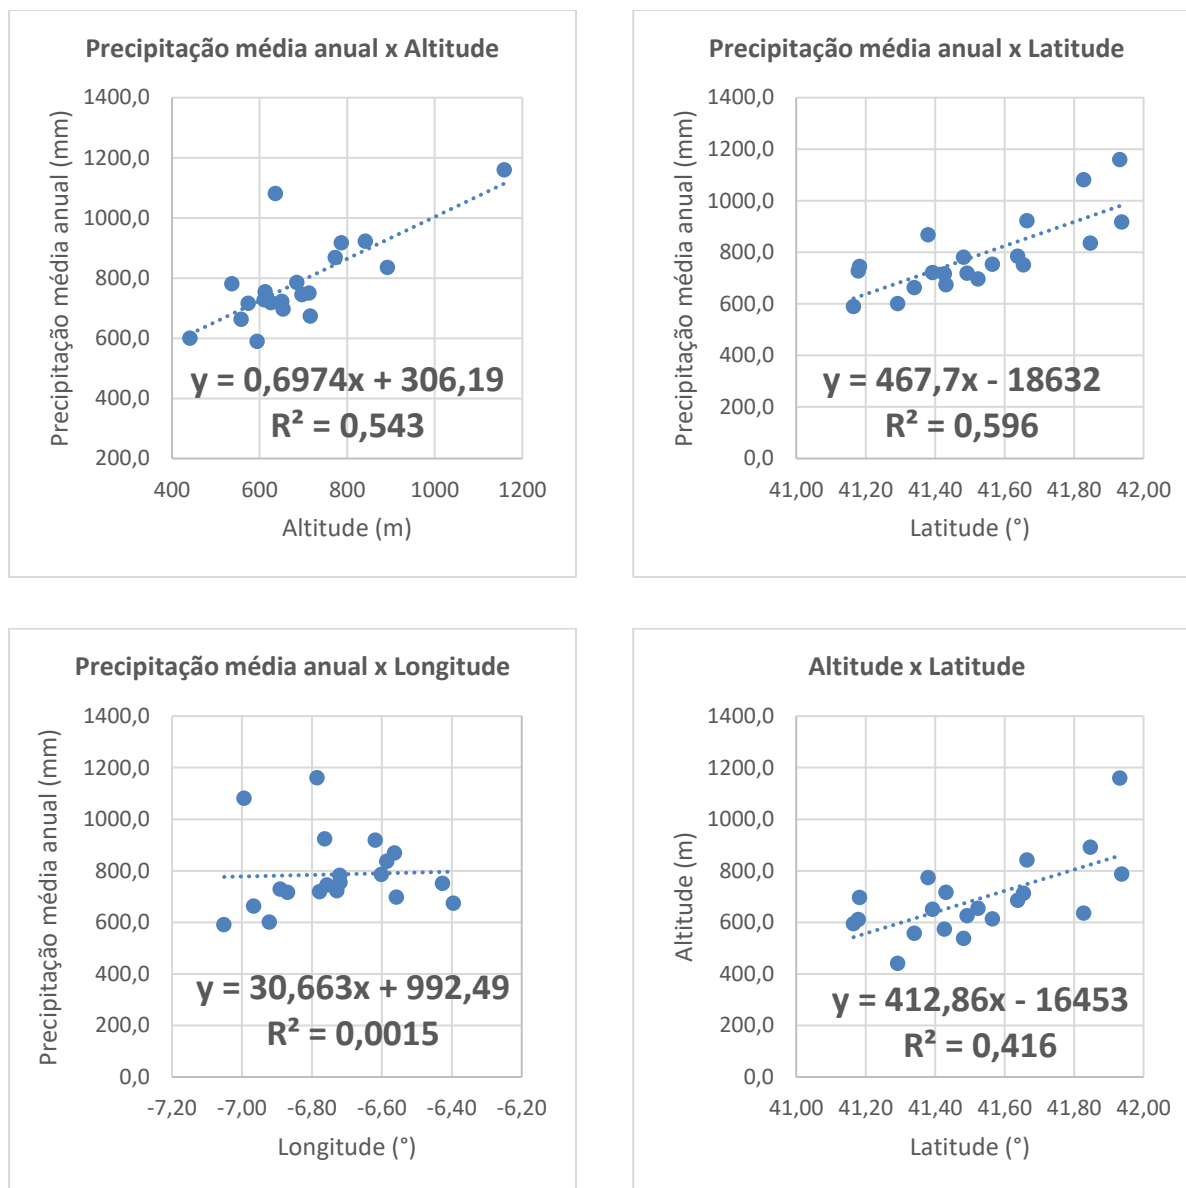 Precipitação média anual x Altitude
Precipitação média anual (mm)
1400,0
1200,0
1000,0
800,0
600,0
400,0
200,0
y = 0,6974x + 306,19
R² = 0,543
400 600 800 1000 1200
Altitude (m)
Precipitação média anual x Latitude
Precipitação média anual (mm)
1400,0
1200,0
1000,0
800,0
600,0
400,0
200,0
0,0
y = 467,7x - 18632
R² = 0,596
41,00 41,20 41,40 41,60 41,80 42,00
Latitude (°)
Precipitação média anual x Longitude
Precipitação média anual (mm)
1400,0
1200,0
1000,0
800,0
600,0
400,0
200,0
0,0
y = 30,663x + 992,49
R² = 0,0015
-7,20 -7,00 -6,80 -6,60 -6,40 -6,20
Longitude (°)
Altitude x Latitude
Altitude (m)
1400,0
1200,0
1000,0
800,0
600,0
400,0
200,0
0,0
y = 412,86x - 16453
R² = 0,416
41,00 41,20 41,40 41,60 41,80 42,00
Latitude (°)